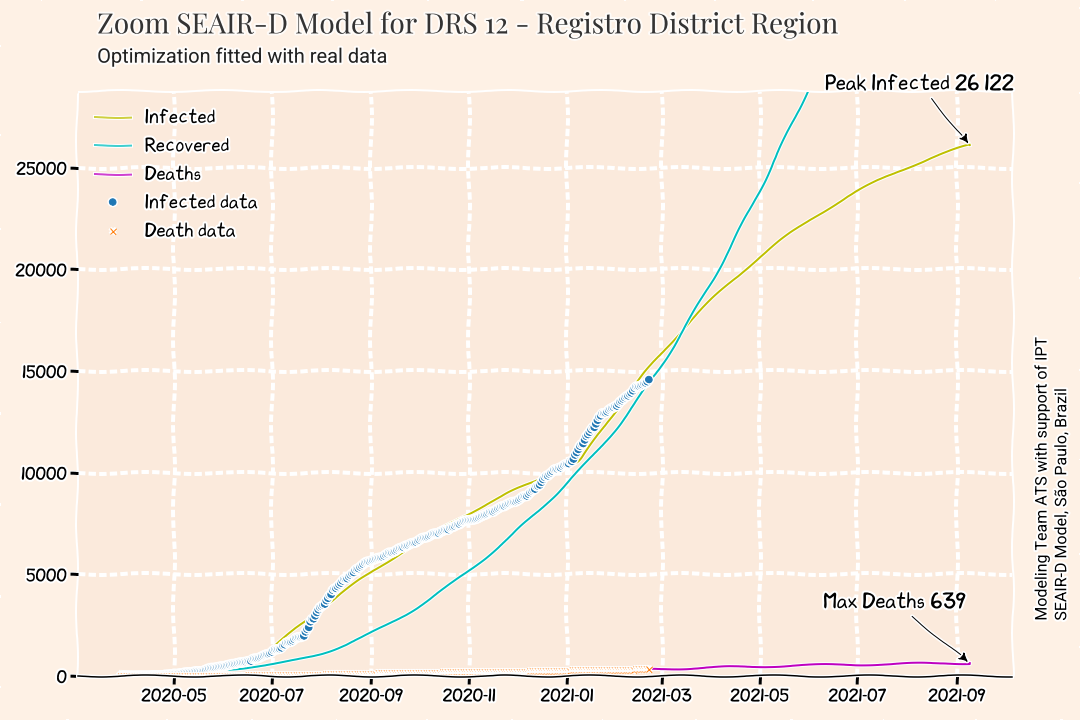 Zoom SEAIR-D Model for DRS 12 - Registro District Region
Optimization fitted with real data
Peak Infected 26 122
Infected
Recovered
Deaths
Infected data
Death data
25000
20000
15000
10000
5000
0
Max Deaths 639
2020-05
2020-07
2020-09
2020-11
2021-01
2021-03
2021-05
2021-07
2021-09
Modeling Team ATS with support of IPT
SEAIR-D Model, São Paulo, Brazil